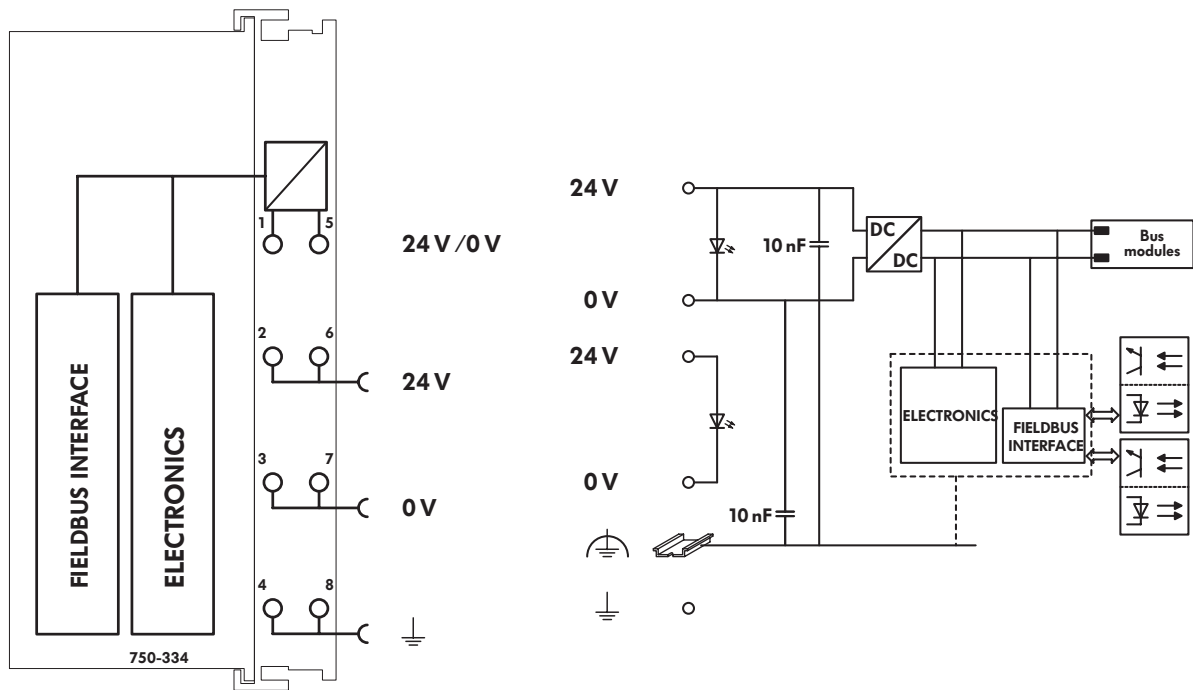 FIELDBUS INTERFACE
ELECTRONICS
750-334
1 5
24 V /0 V
2 6
24 V
3 7
0 V
4 8
24 V
0 V
24 V
0 V
10 nF
10 nF
DC
DC
Bus
modules
ELECTRONICS
FIELDBUS
INTERFACE